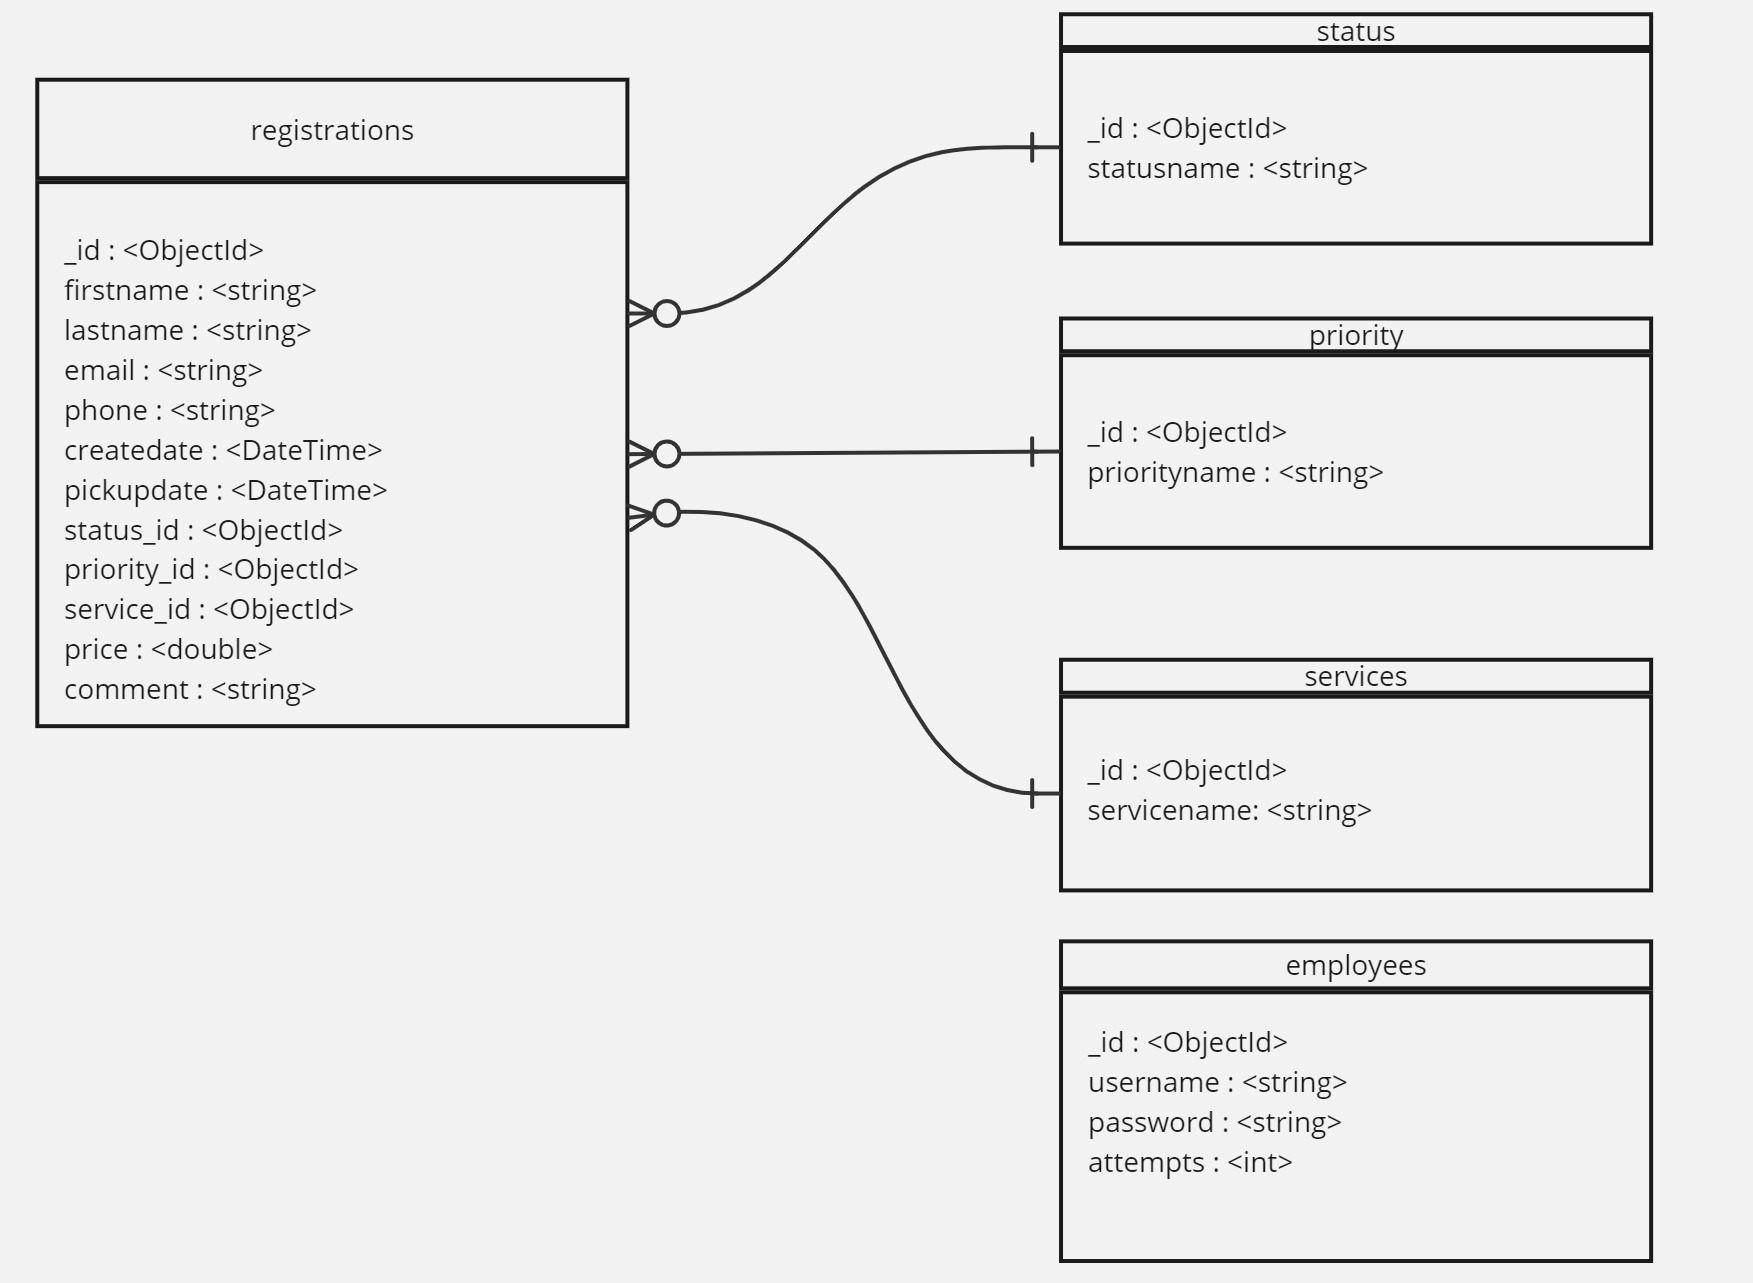 registrations
_id : <ObjectId>
firstname : <string>
lastname : <string>
email : <string>
phone : <string>
createdate : <DateTime>
pickupdate : <DateTime>
status_id : <ObjectId>
priority_id : <ObjectId>
service_id : <ObjectId>
price : <double>
comment : <string>
status
_id : <ObjectId>
statusname : <string>
priority
_id : <ObjectId>
priorityname : <string>
services
_id : <ObjectId>
servicename: <string>
employees
_id : <ObjectId>
username : <string>
password : <string>
attempts : <int>